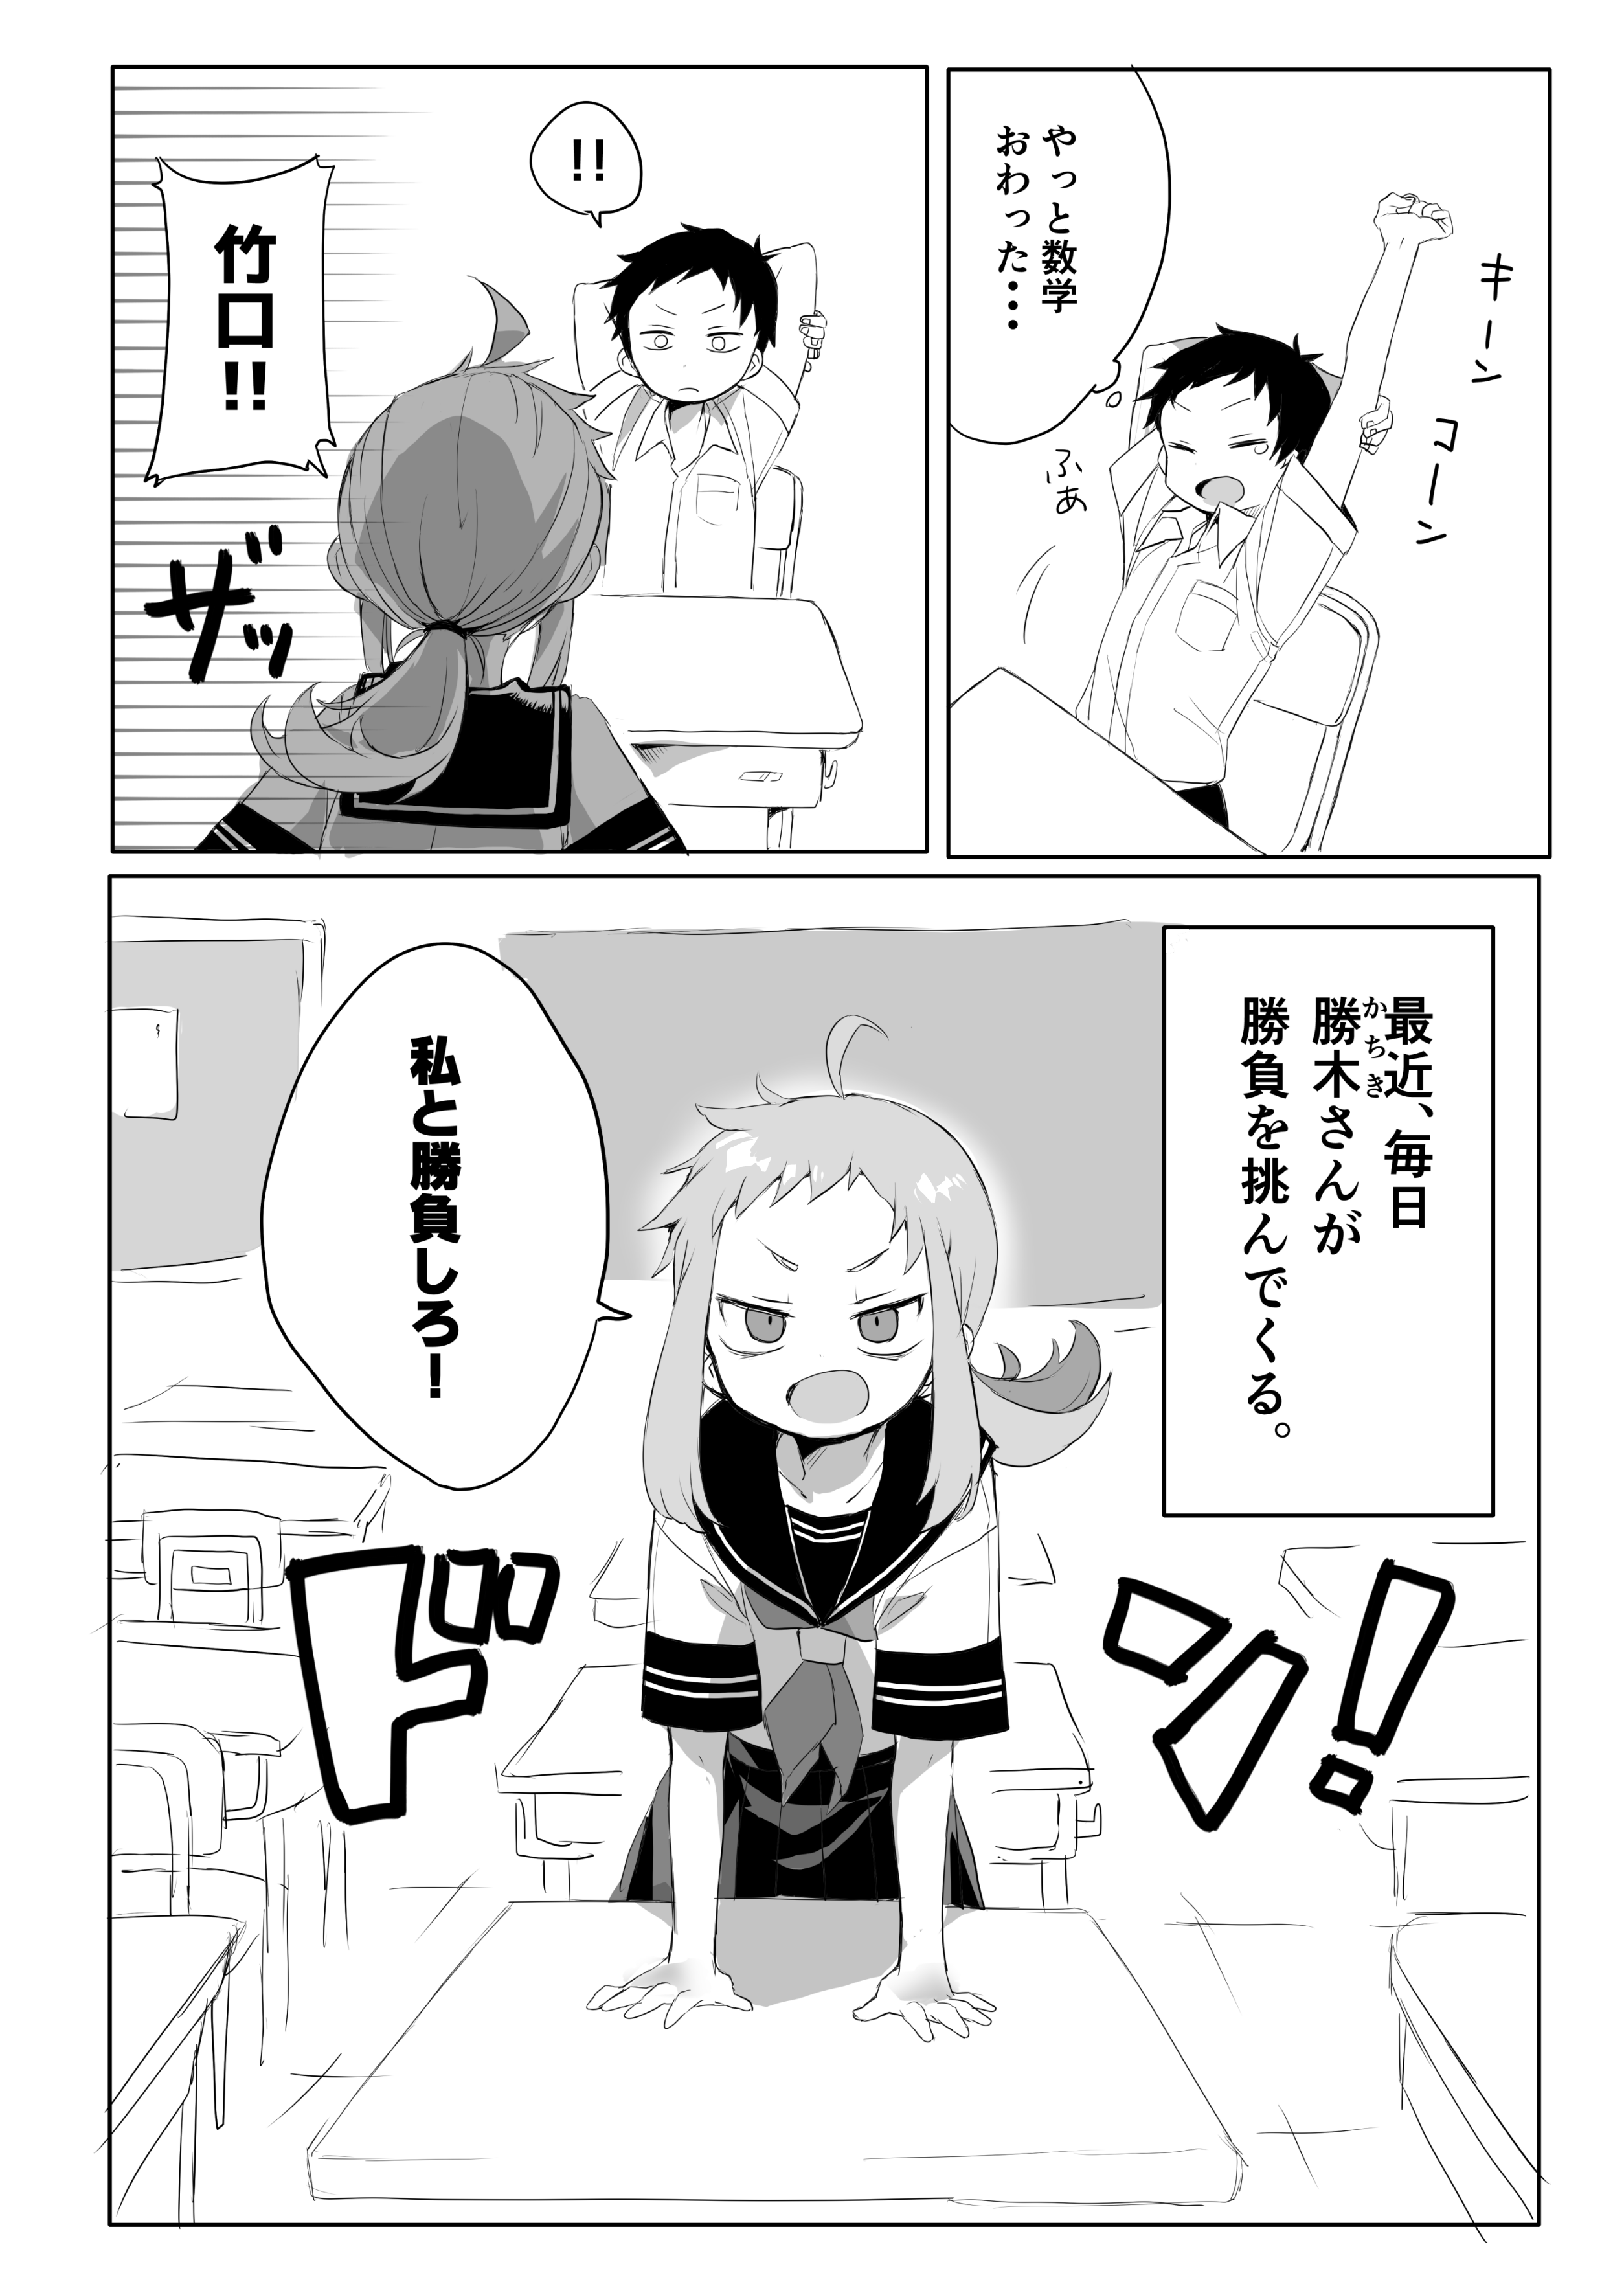 キーン
コーン
やっと数学
おわった・・・
ふぁ
!!
竹口!!
ザッ
最近、毎日
勝木さんが
かちき
勝負を挑んでくる。
私と勝負しろ！
ドンッ！